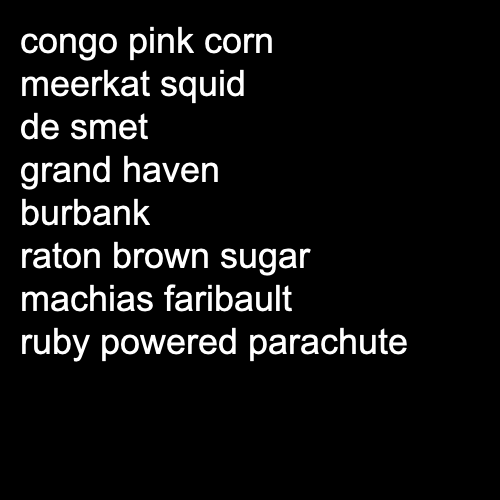 congo pink corn
meerkat squid
de smet
grand haven
burbank
raton brown sugar
machias faribault
ruby powered parachute